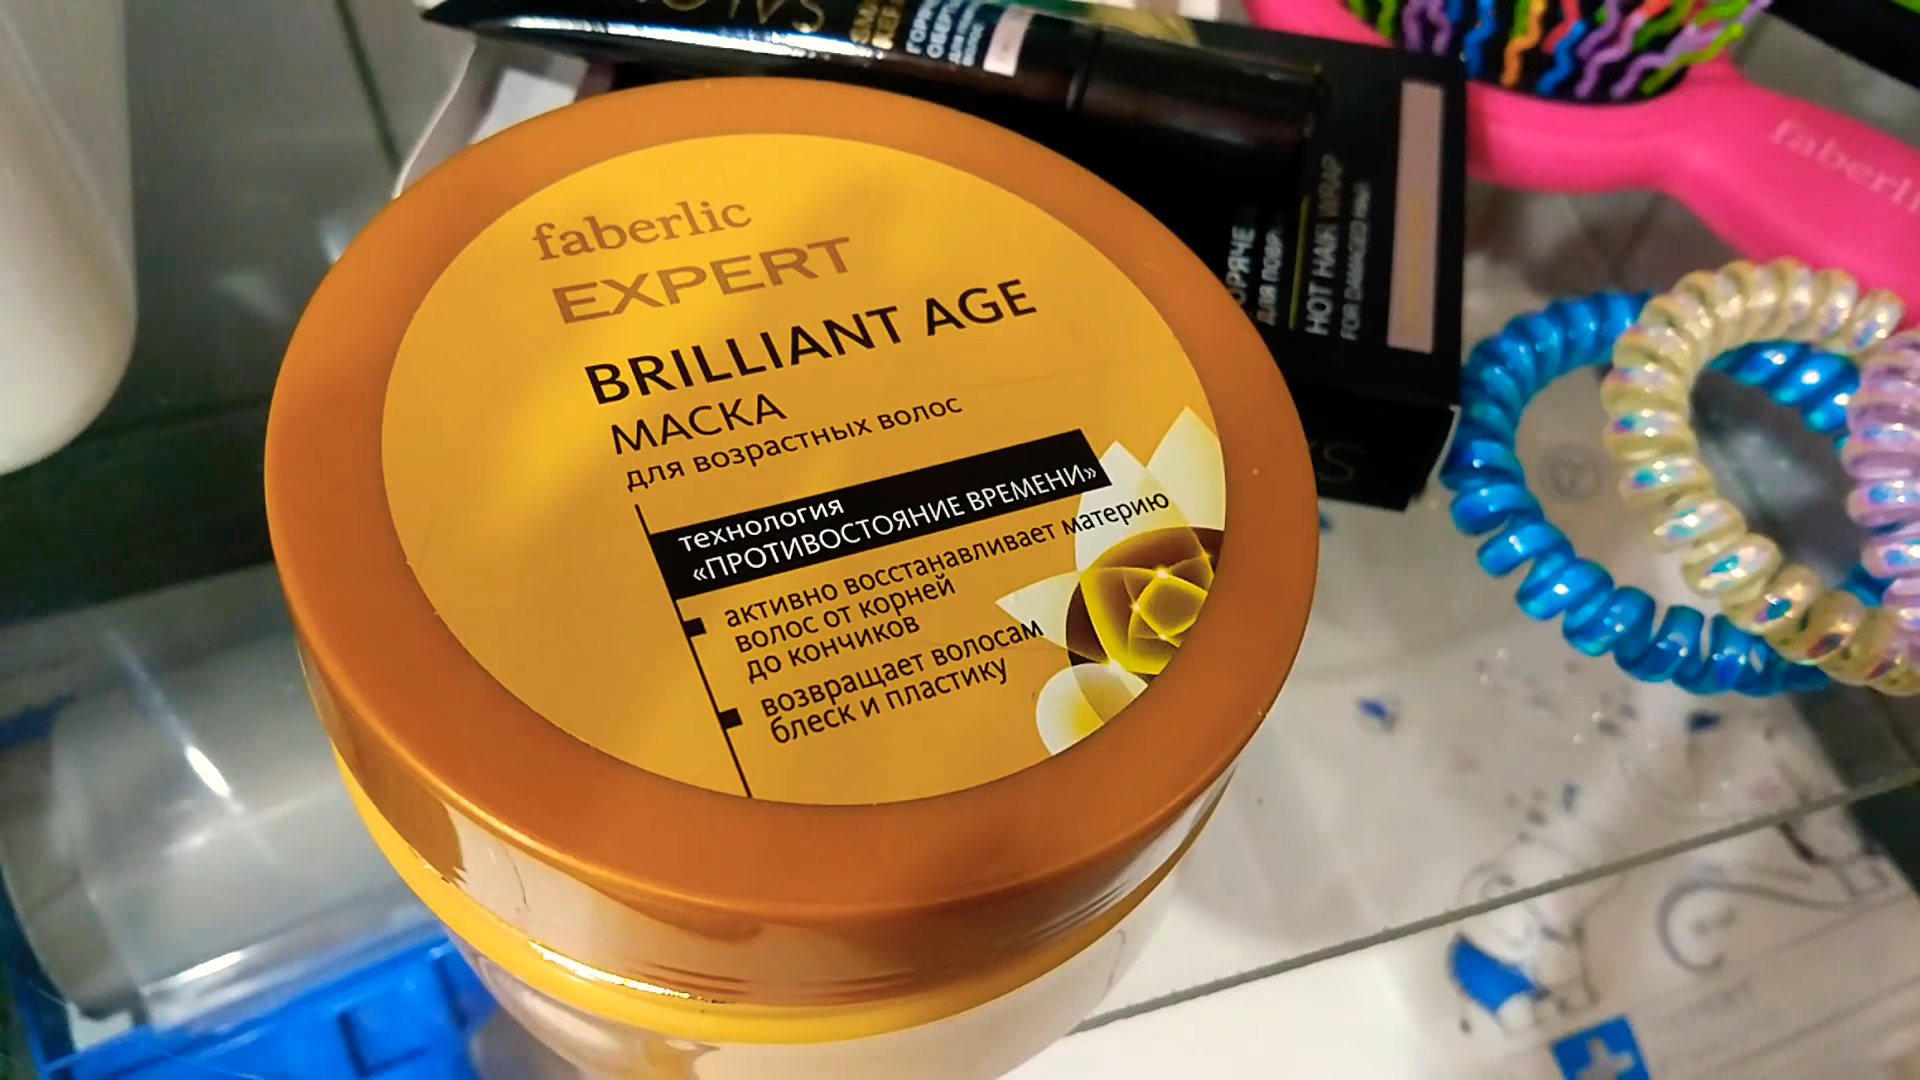 faberlic
EXPERT
BRILLIANT AGE
МАСКА
для возрастных волос
технология
«ПРОТИВОСТОЯНИЕ ВРЕМЕНИ»
активно восстанавливает материю
волос от корней
до кончиков
возвращает волосам
блеск и пластику
HOT HAIR WRAP
FOR DAMAGED HAIR
faberli